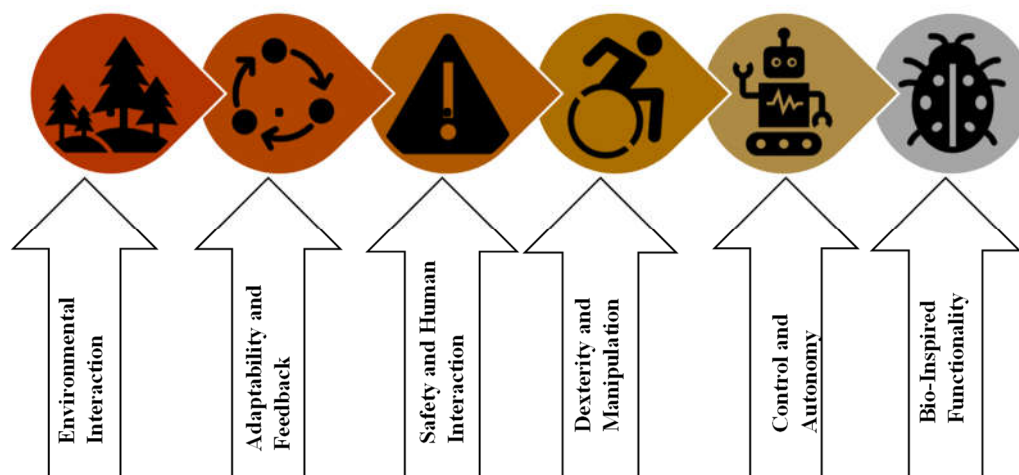 Environmental
Interaction
Adaptability and
Feedback
Safety and Human
Interaction
Dexterity and
Manipulation
Control and
Autonomy
Bio-Inspired
Functionality